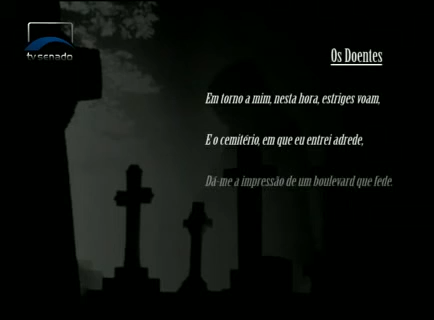 tv senado
Os Doentes
Em torno a mim, nesta hora, estriges voam,
E o cemitério, em que eu entrei adrede,
Dá-me a impressão de um boulevard que fede.